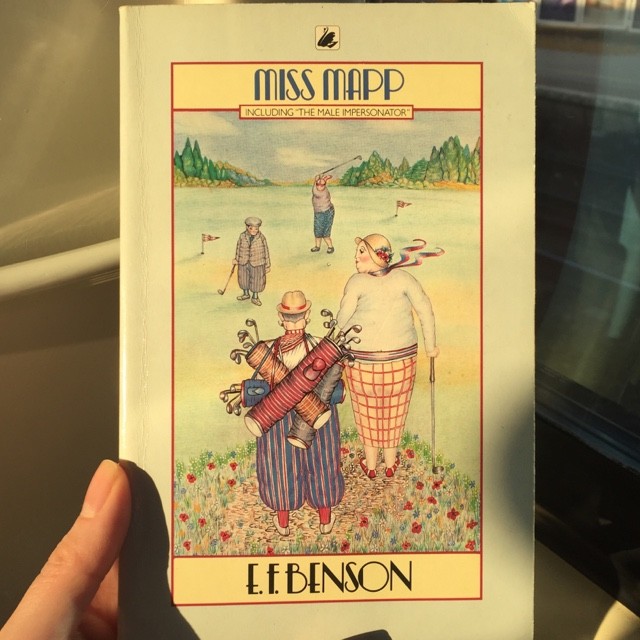 MISS MAPP
INCLUDING "THE MALE IMPERSONATOR"
E.F. BENSON